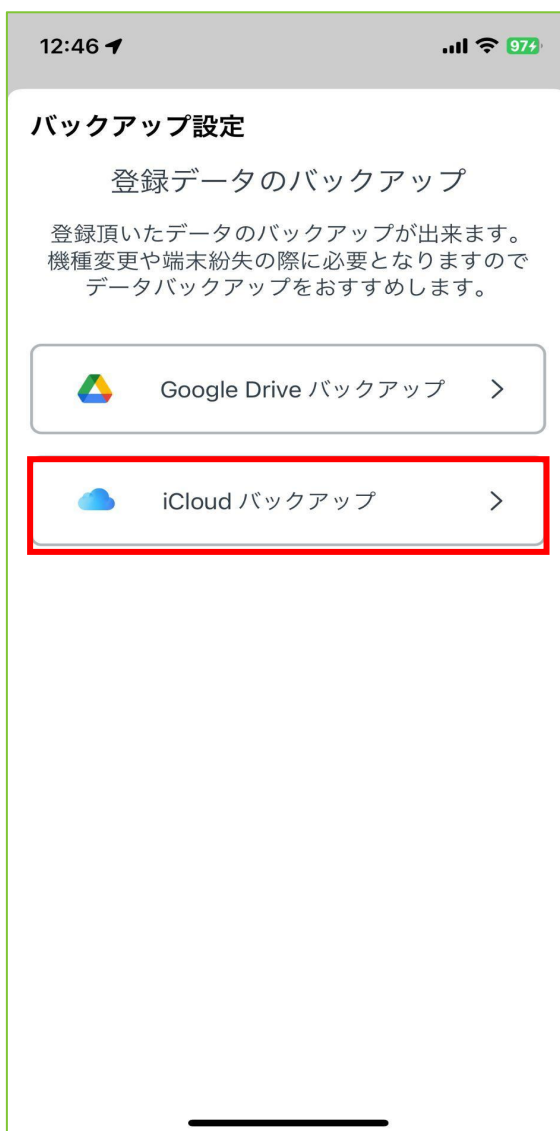 12:46
97
バックアップ設定
登録データのバックアップ
登録頂いたデータのバックアップが出来ます。
機種変更や端末紛失の際に必要となりますので
データバックアップをおすすめします。
Google Drive バックアップ
iCloud バックアップ